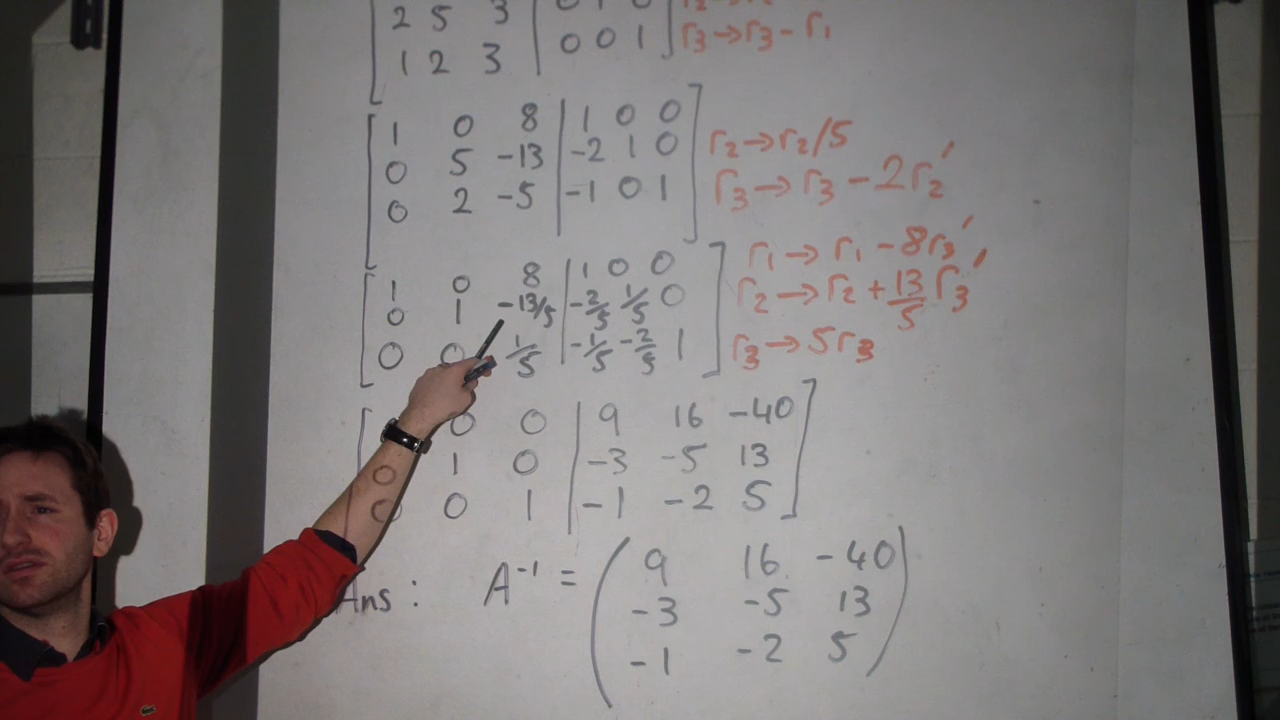 2 5 3 | 0 1 0
1 2 3 | 0 0 1 ] r3→r3 - r1
[ 1 0 8 | 1 0 0 ]
0 5 -13 | -2 1 0 r2→r2/5
0 2 -5 | -1 0 1 r3→r3 - 2r2'
[ 1 0 8 | 1 0 0 ] r1→r1 - 8r3'
0 1 -13/5 | -2/5 1/5 0 r2→r2 + 13/5 r3'
0 0 1/5 | -1/5 -2/5 1 r3→5r3
[ 0 0 | 9 16 -40 ]
0 1 0 | -3 -5 13
0 0 1 | -1 -2 5
Ans : A⁻¹ = ( 9 16 -40 )
-3 -5 13
-1 -2 5